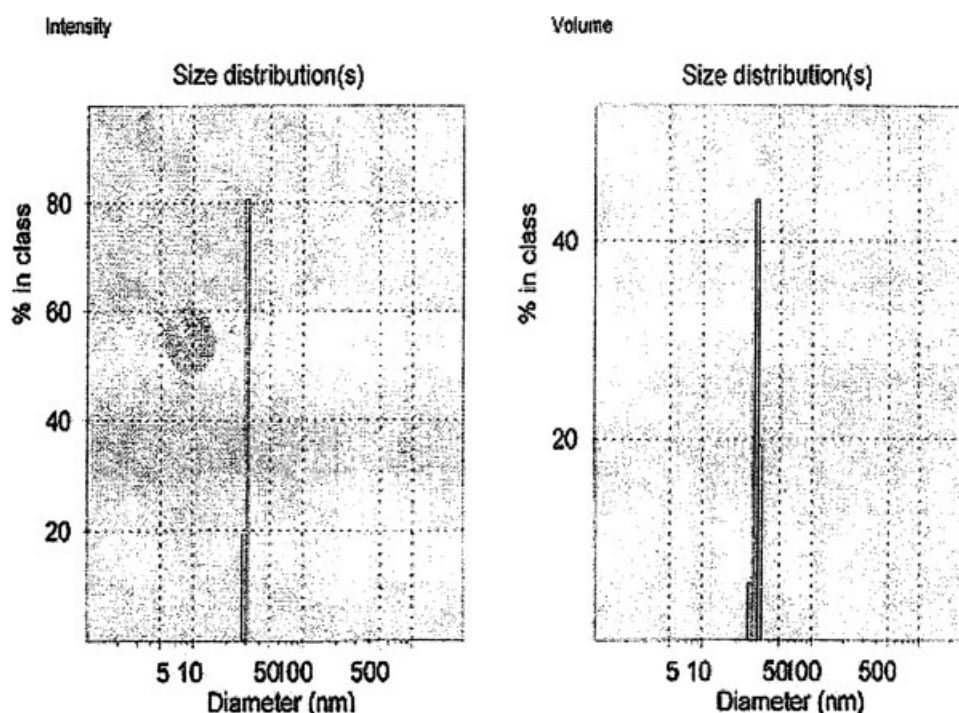 Intensity
Size distribution(s)
% in class
80
60
40
20
5 10 50100 500
Diameter (nm)
Volume
Size distribution(s)
% in class
40
20
5 10 50100 500
Diameter (nm)